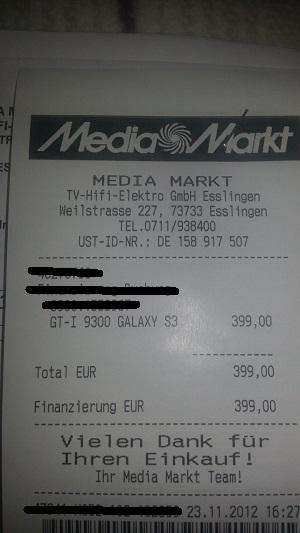 Media Markt
MEDIA MARKT
TV-Hifi-Elektro GmbH Esslingen
Weilstrasse 227, 73733 Esslingen
TEL.0711/938400
UST-ID-NR.: DE 158 917 507
GT-I 9300 GALAXY S3 399,00
Total EUR 399,00
Finanzierung EUR 399,00
Vielen Dank für
Ihren Einkauf!
Ihr Media Markt Team!
23.11.2012 16:27